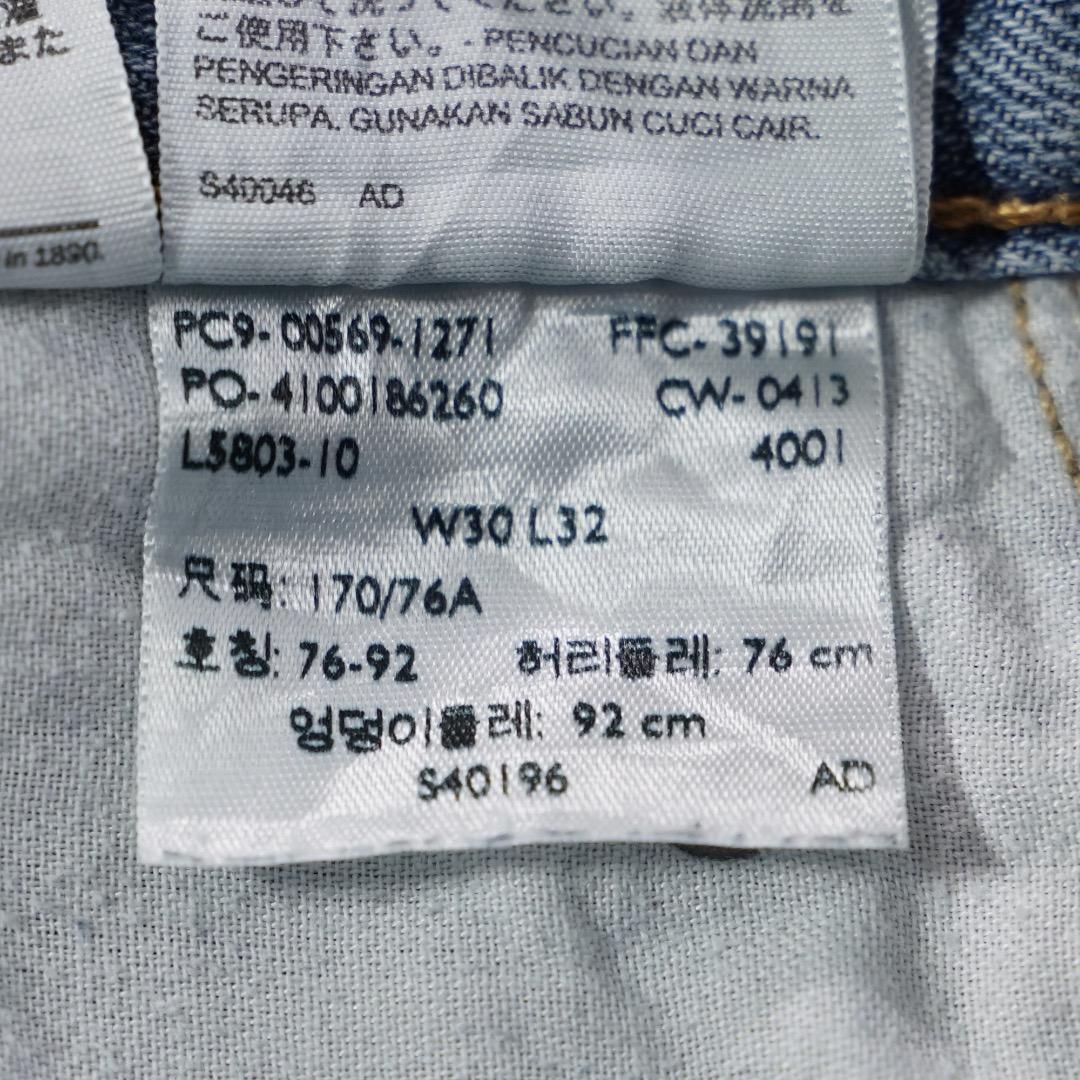 また
in 1890.
ご使用下さい。 - PENCUCIAN DAN
PENGERINGAN DIBALIK DENGAN WARNA
SERUPA. GUNAKAN SABUN CUCI CAIR.
S40046 AD
PC9-00569-1271 FFC-39191
PO-4100186260 CW-0413
L5803-10 4001
W30 L32
尺码: 170/76A
호칭: 76-92 허리둘레: 76 cm
엉덩이둘레: 92 cm
S40196 AD